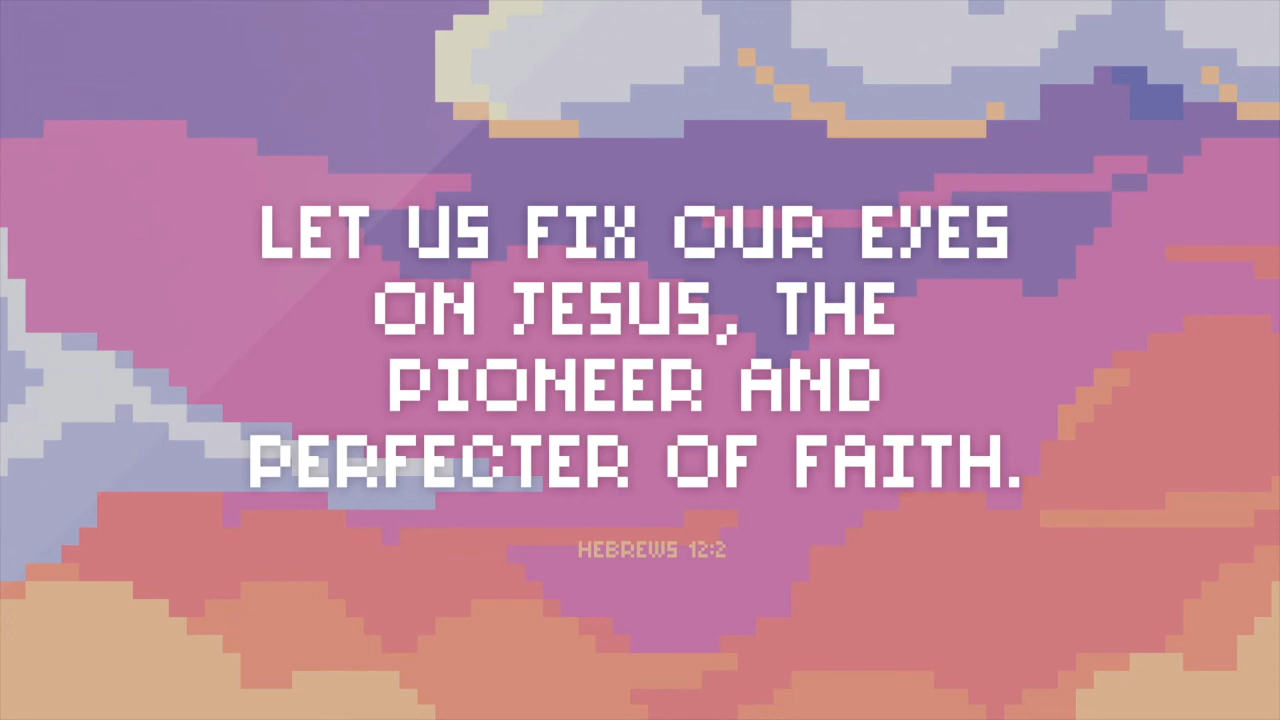 LET US FIX OUR EYES
ON JESUS, THE
PIONEER AND
PERFECTER OF FAITH.
HEBREWS 12:2